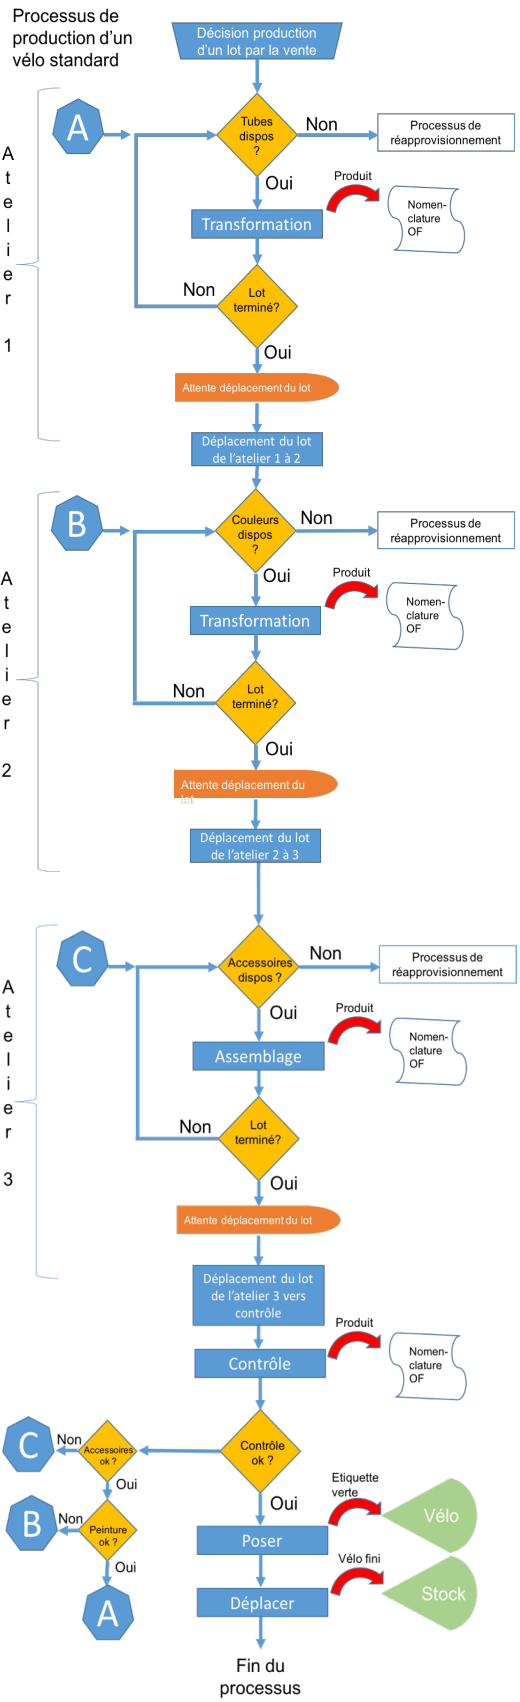 Processus de
production d'un
vélo standard
Décision production
d'un lot par la vente
Atelier 1
A
Tubes
dispos
?
Non
Processus de
réapprovisionnement
Oui
Produit
Transformation
Nomen-
clature
OF
Non
Lot
terminé?
Oui
Attente déplacement du lot
Déplacement du lot
de l'atelier 1 à 2
Atelier 2
B
Couleurs
dispos
?
Non
Processus de
réapprovisionnement
Oui
Produit
Transformation
Nomen-
clature
OF
Non
Lot
terminé?
Oui
Attente déplacement du
lot
Déplacement du lot
de l'atelier 2 à 3
Atelier 3
C
Accessoires
dispos ?
Non
Processus de
réapprovisionnement
Oui
Produit
Assemblage
Nomen-
clature
OF
Non
Lot
terminé?
Oui
Attente déplacement du lot
Déplacement du lot
de l'atelier 3 vers
contrôle
Produit
Contrôle
Nomen-
clature
OF
C
Non
Accessoires
ok ?
Contrôle
ok ?
Oui
Oui
Etiquette
verte
B
Non
Peinture
ok ?
Poser
Vélo
Oui
Vélo fini
A
Déplacer
Stock
Fin du
processus